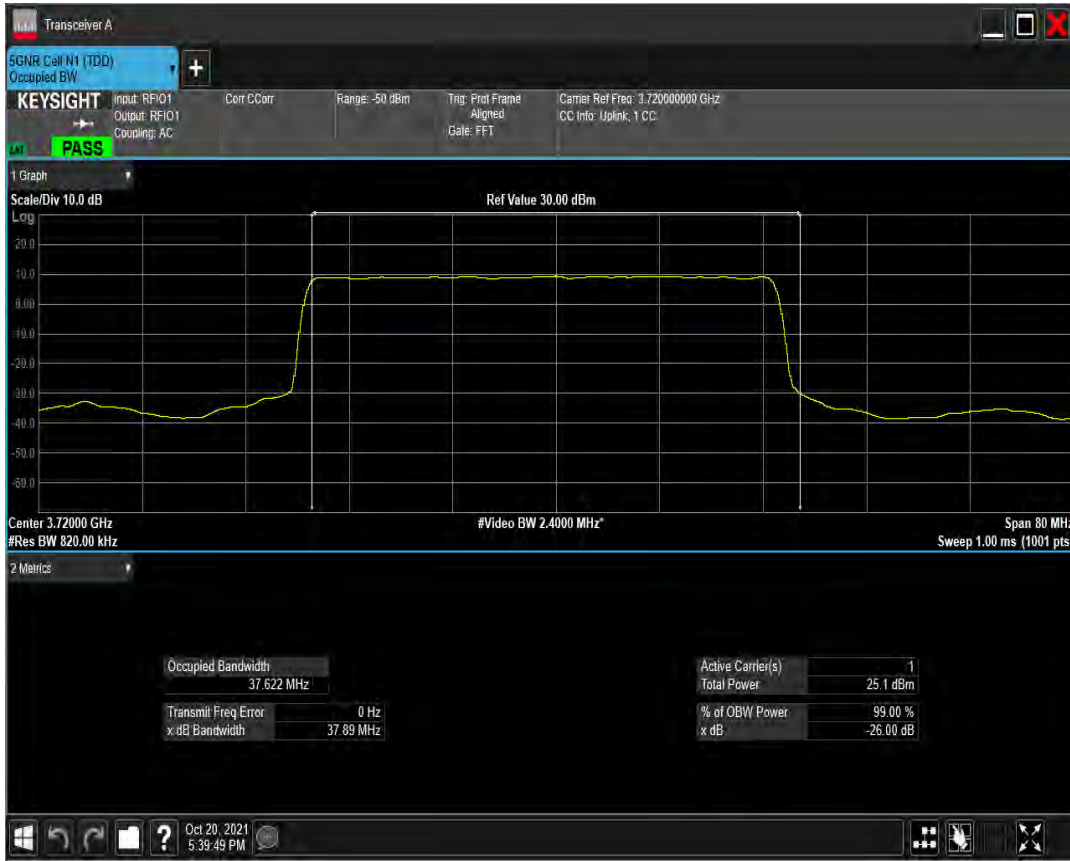 Transceiver A
5GNR Cell N1 (TDD)
Occupied BW
+
KEYSIGHT
Input: RFIO1
Output: RFIO1
Coupling: AC
Corr CCorr
Range: -50 dBm
Trig: Prot Frame
Aligned
Gate: FFT
Carrier Ref Freq: 3.720000000 GHz
CC Info: Uplink, 1 CC
PASS
1 Graph
Scale/Div 10.0 dB
Ref Value 30.00 dBm
Log
20.0
10.0
0.00
-10.0
-20.0
-30.0
-40.0
-50.0
-60.0
Center 3.72000 GHz
#Video BW 2.4000 MHz*
Span 80 MHz
#Res BW 820.00 kHz
Sweep 1.00 ms (1001 pts
2 Metrics
Occupied Bandwidth
37.622 MHz
Transmit Freq Error 0 Hz
x dB Bandwidth 37.89 MHz
Active Carrier(s) 1
Total Power 25.1 dBm
% of OBW Power 99.00 %
x dB -26.00 dB
?
Oct 20, 2021
5:39:49 PM